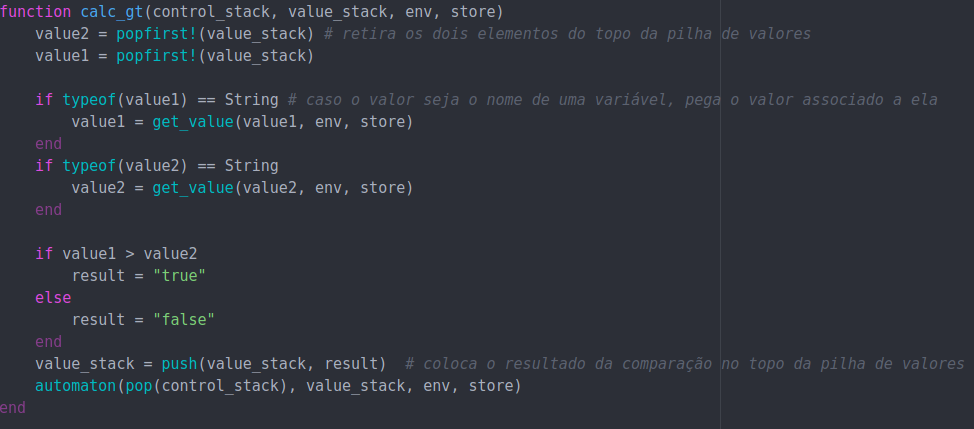 function calc_gt(control_stack, value_stack, env, store)
    value2 = popfirst!(value_stack) # retira os dois elementos do topo da pilha de valores
    value1 = popfirst!(value_stack)
    if typeof(value1) == String # caso o valor seja o nome de uma variável, pega o valor associado a ela
        value1 = get_value(value1, env, store)
    end
    if typeof(value2) == String
        value2 = get_value(value2, env, store)
    end
    if value1 > value2
        result = "true"
    else
        result = "false"
    end
    value_stack = push(value_stack, result)  # coloca o resultado da comparação no topo da pilha de valores
    automaton(pop(control_stack), value_stack, env, store)
end